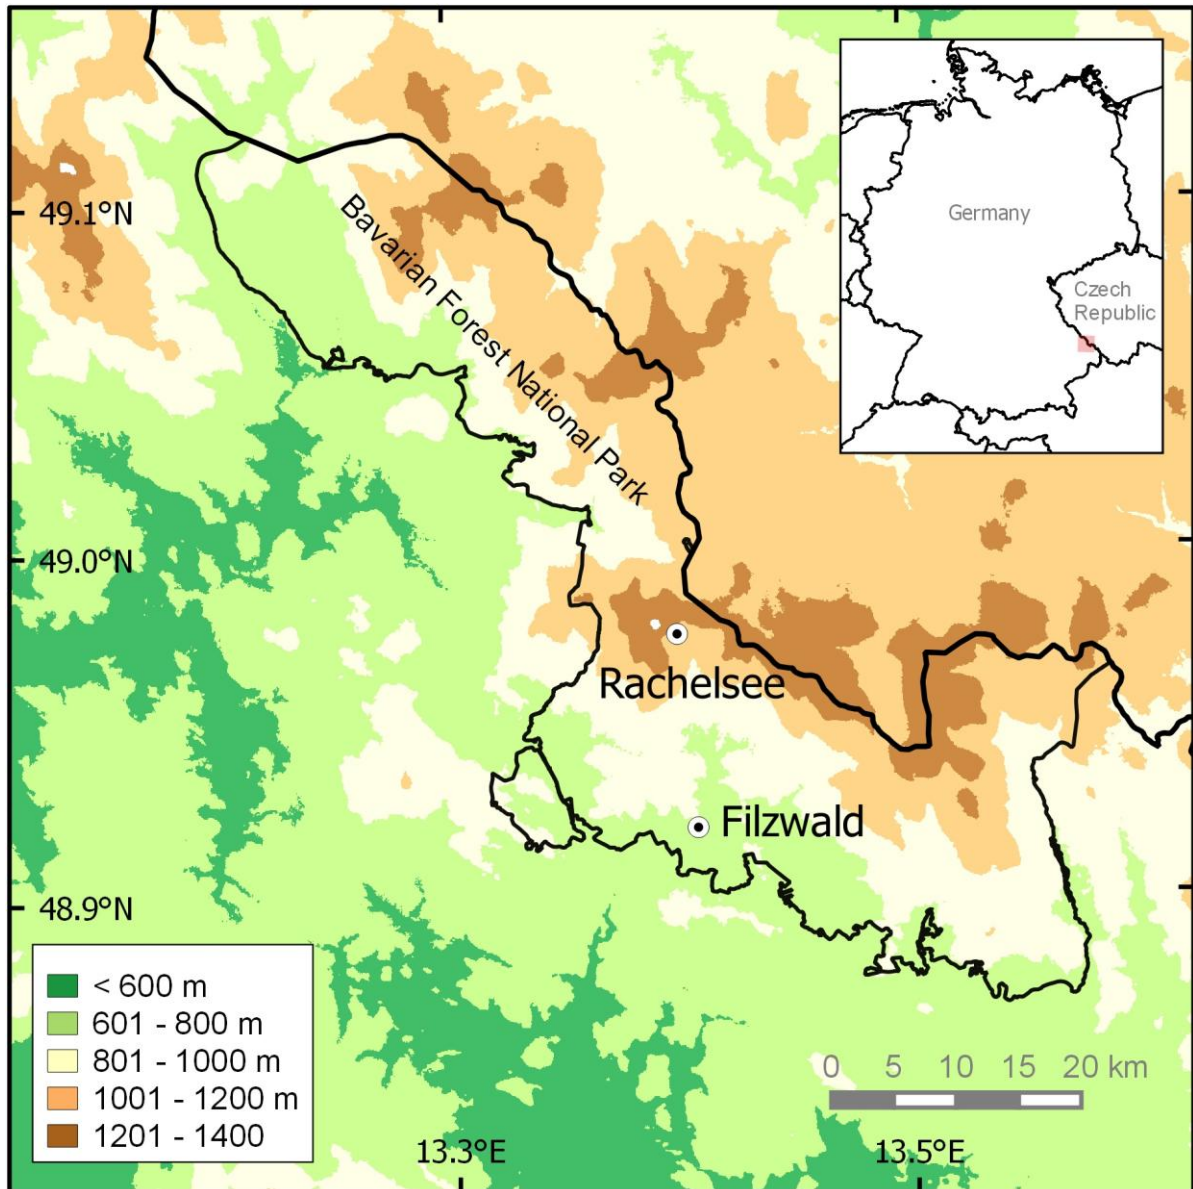 Germany
Czech
Republic
49.1°N
Bavarian Forest National Park
49.0°N
Rachelsee
Filzwald
48.9°N
< 600 m
601 - 800 m
801 - 1000 m
1001 - 1200 m
1201 - 1400
0 5 10 15 20 km
13.3°E 13.5°E